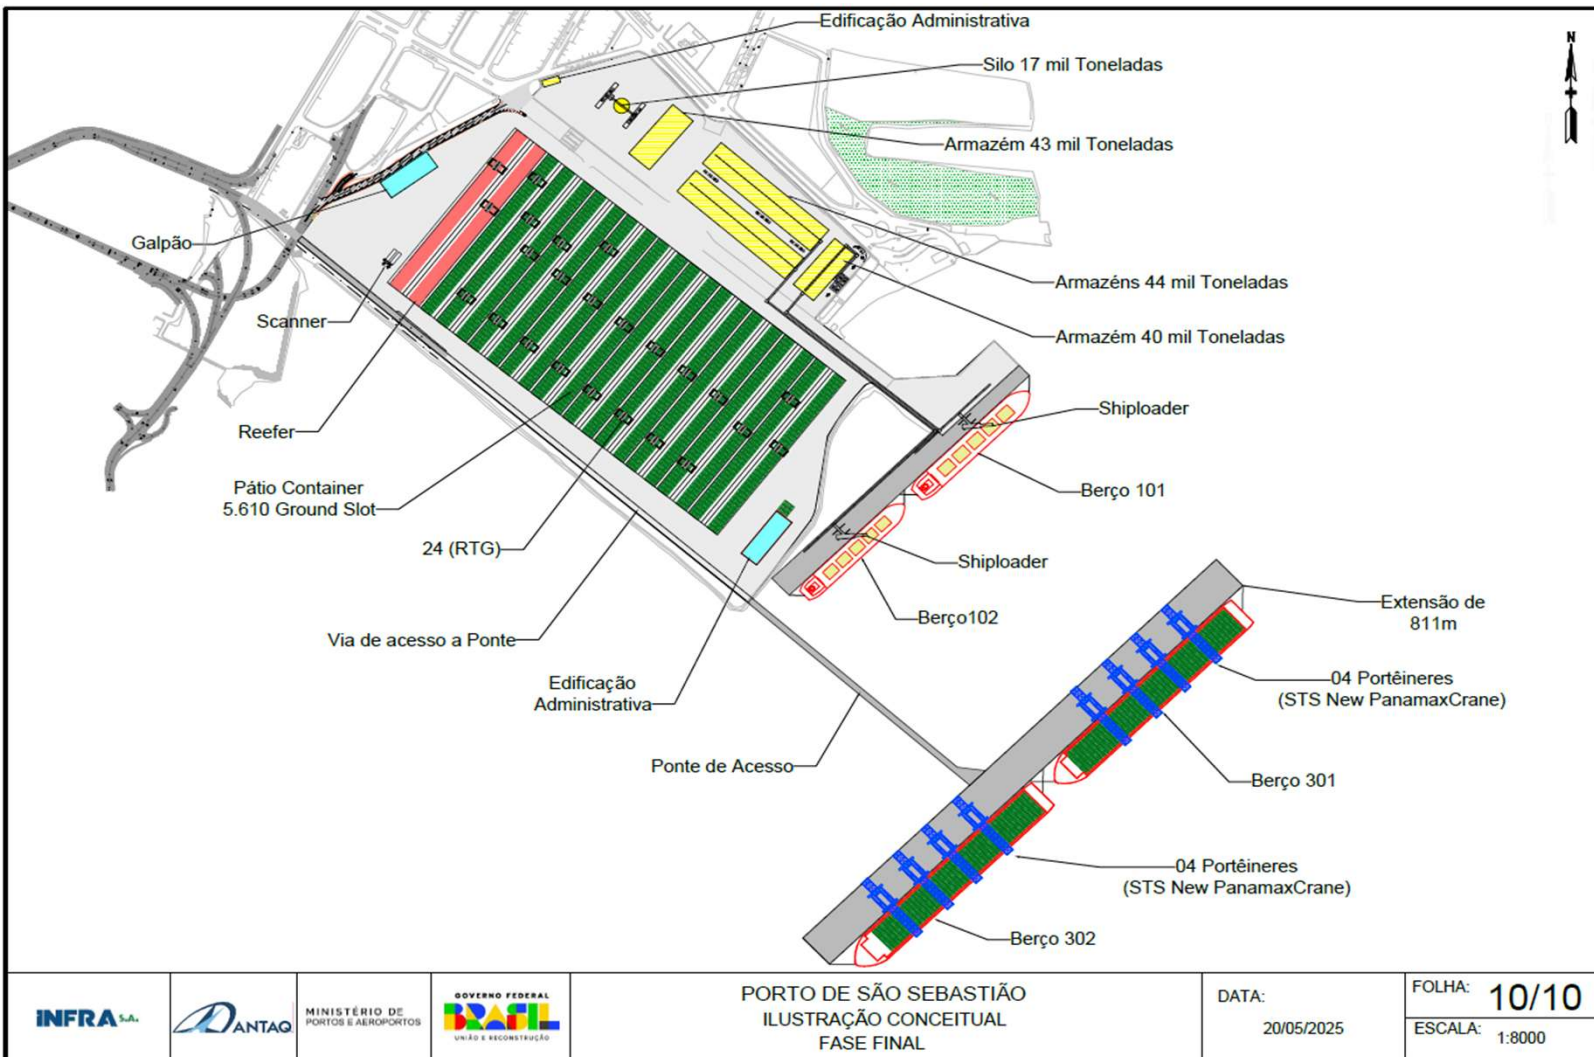 Edificação Administrativa
N
Silo 17 mil Toneladas
Armazém 43 mil Toneladas
Galpão
Armazéns 44 mil Toneladas
Scanner
Armazém 40 mil Toneladas
Reefer
Shiploader
Pátio Container
5.610 Ground Slot
Berço 101
24 (RTG)
Shiploader
Berço102
Via de acesso a Ponte
Extensão de
811m
Edificação
Administrativa
04 Portêineres
(STS New PanamaxCrane)
Ponte de Acesso
Berço 301
04 Portêineres
(STS New PanamaxCrane)
Berço 302
INFRA S.A.
ANTAQ
MINISTÉRIO DE
PORTOS E AEROPORTOS
GOVERNO FEDERAL
BRASIL
UNIÃO E RECONSTRUÇÃO
PORTO DE SÃO SEBASTIÃO
ILUSTRAÇÃO CONCEITUAL
FASE FINAL
DATA:
20/05/2025
FOLHA: 10/10
ESCALA: 1:8000